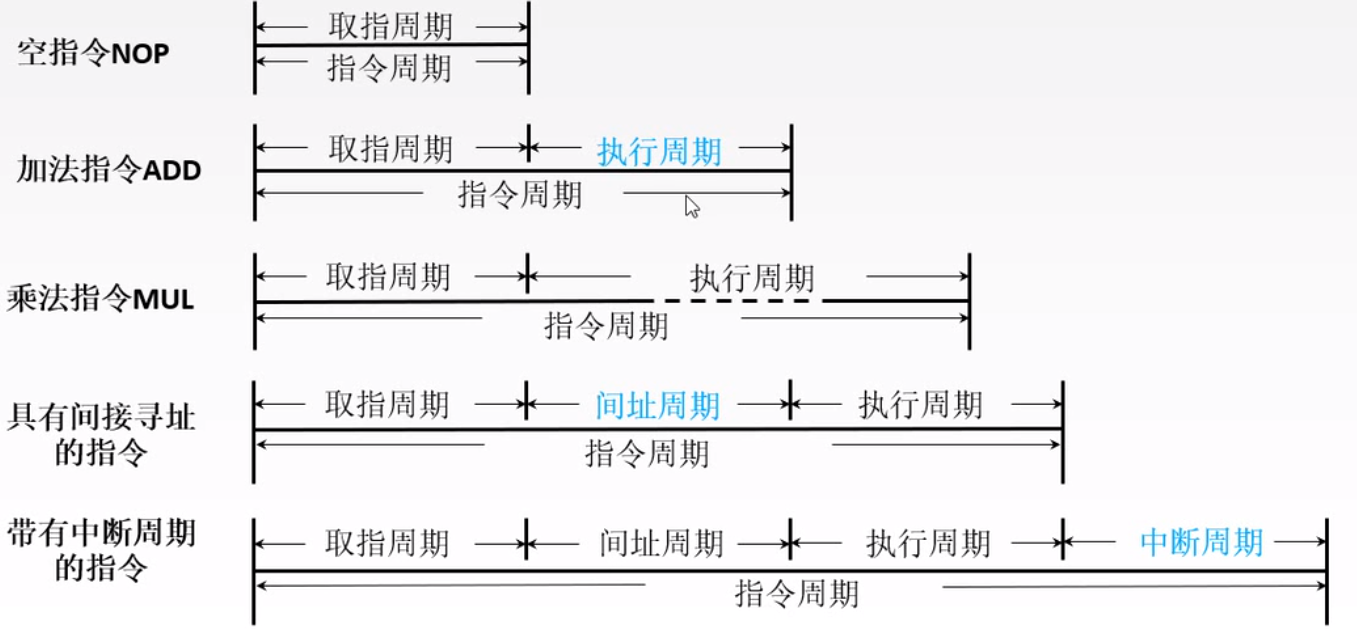 取指周期
空指令NOP
指令周期
取指周期 执行周期
加法指令ADD
指令周期
取指周期 执行周期
乘法指令MUL
指令周期
取指周期 间址周期 执行周期
具有间接寻址
的指令
指令周期
取指周期 间址周期 执行周期 中断周期
带有中断周期
的指令
指令周期